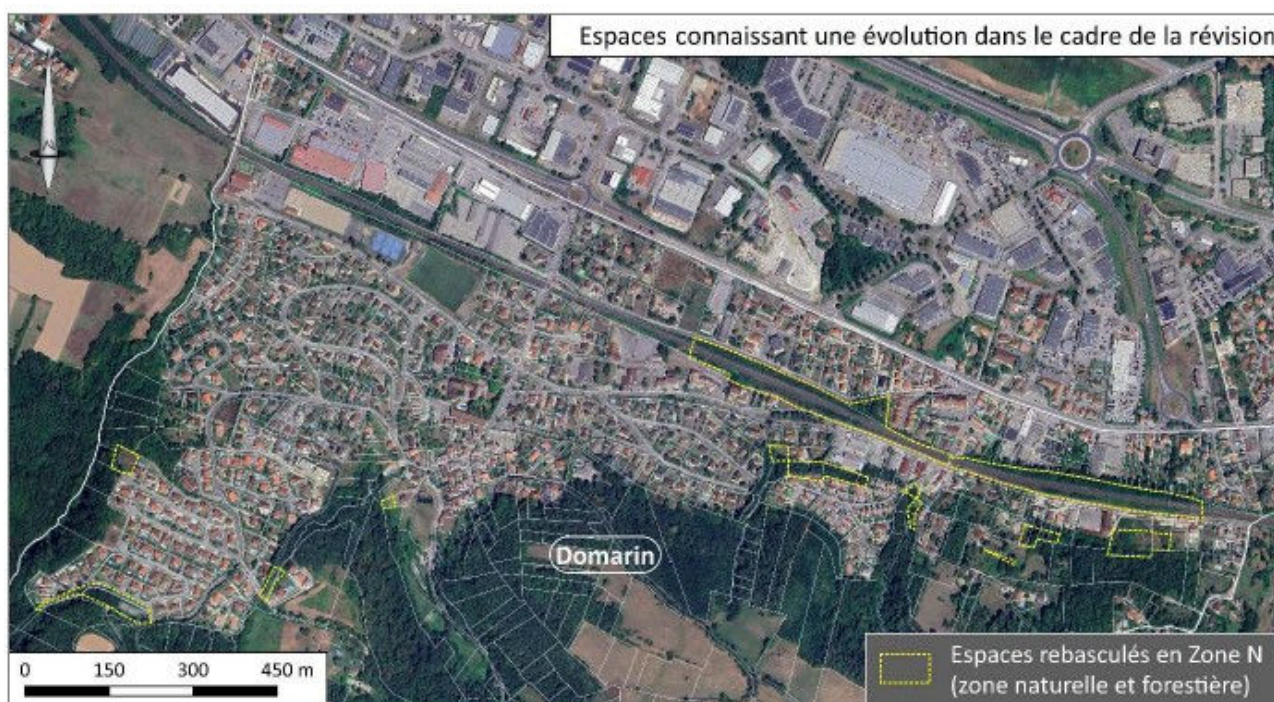 Espaces connaissant une évolution dans le cadre de la révision
Domarin
0 150 300 450 m
Espaces rebasculés en Zone N
(zone naturelle et forestière)